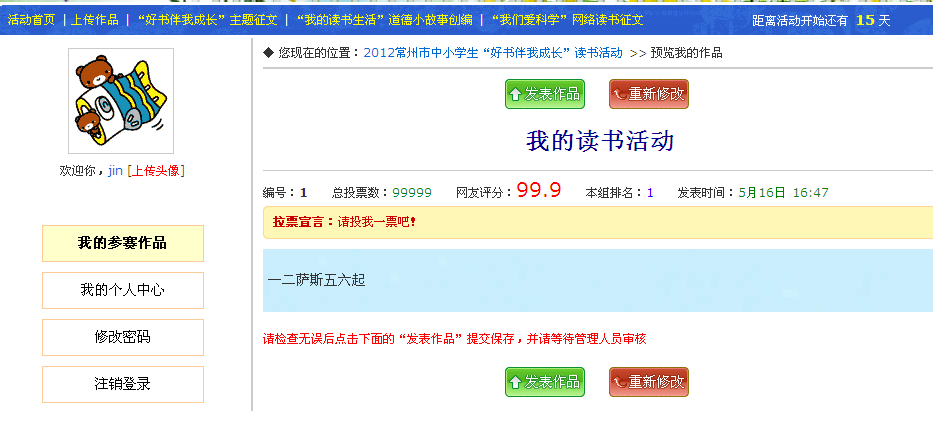 活动首页 | 上传作品 | “好书伴我成长”主题征文 | “我的读书生活”道德小故事创编 | “我们爱科学”网络读书征文 距离活动开始还有 15 天
◆ 您现在的位置：2012常州市中小学生“好书伴我成长”读书活动 >> 预览我的作品
发表作品 重新修改
我的读书活动
欢迎你，jin [上传头像]
编号：1 总投票数：99999 网友评分：99.9 本组排名：1 发表时间：5月16日 16:47
拉票宣言：请投我一票吧！
我的参赛作品
一二萨斯五六起
我的个人中心
修改密码
请检查无误后点击下面的“发表作品”提交保存，并请等待管理人员审核
注销登录
发表作品 重新修改